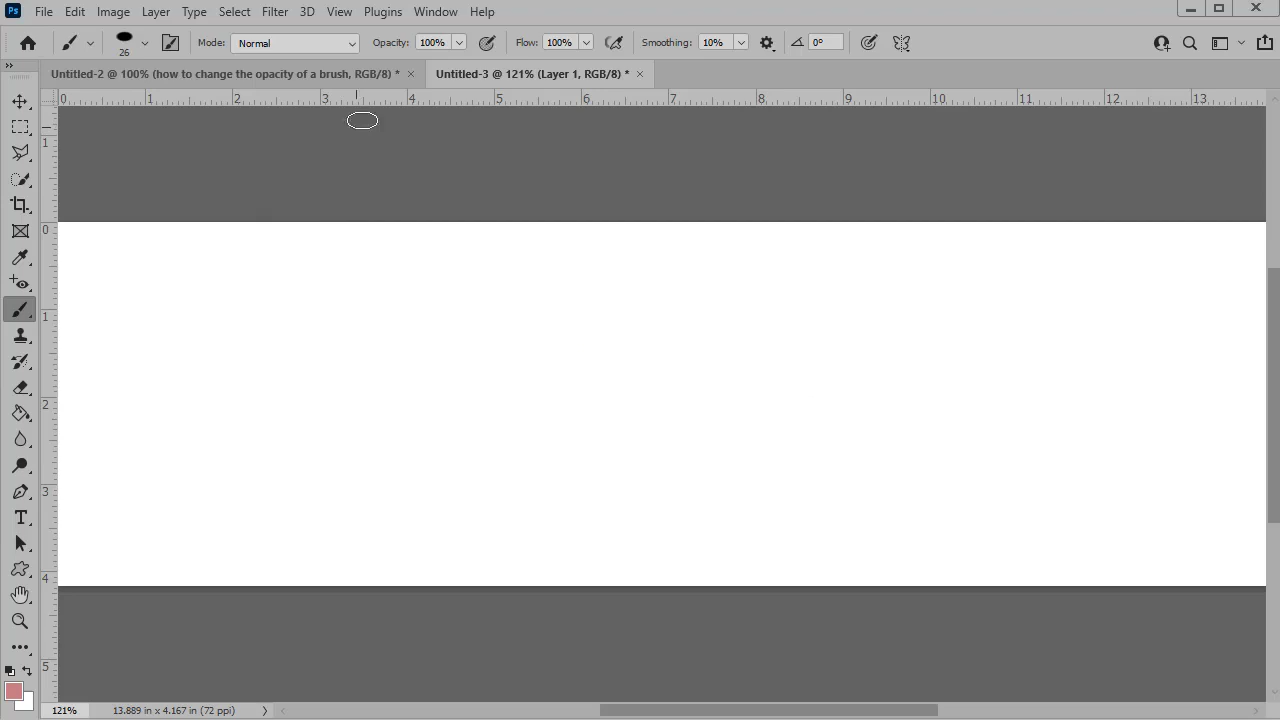 Ps File Edit Image Layer Type Select Filter 3D View Plugins Window Help
26 Mode: Normal Opacity: 100% Flow: 100% Smoothing: 10% 0°
Untitled-2 @ 100% (how to change the opacity of a brush, RGB/8) * × Untitled-3 @ 121% (Layer 1, RGB/8) * ×
0 1 2 3 4 5 6 7 8 9 10 11 12 13
1
0
1
2
3
4
5
T
121% 13.889 in x 4.167 in (72 ppi)